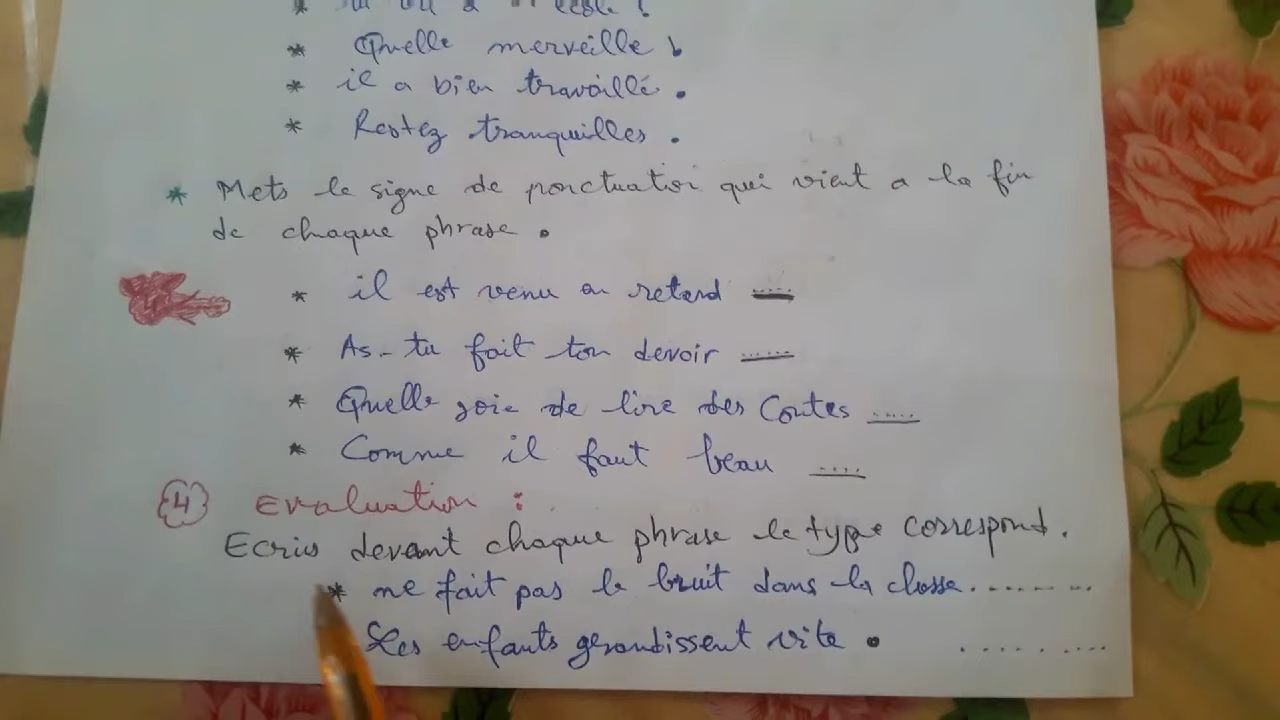 * Quelle merveille !
* il a bien travaillé.
* Restez tranquilles.
* Mets le signe de ponctuation qui vient a la fin
de chaque phrase.
* il est venu en retard ......
* As-tu fait ton devoir ......
* Quelle joie de lire des Contes .....
* Comme il faut beau ....
4 Evaluation :
Ecris devant chaque phrase le type correspond.
* ne fait pas le bruit dans la classe. .......
Les enfants gerandissent vite. .........